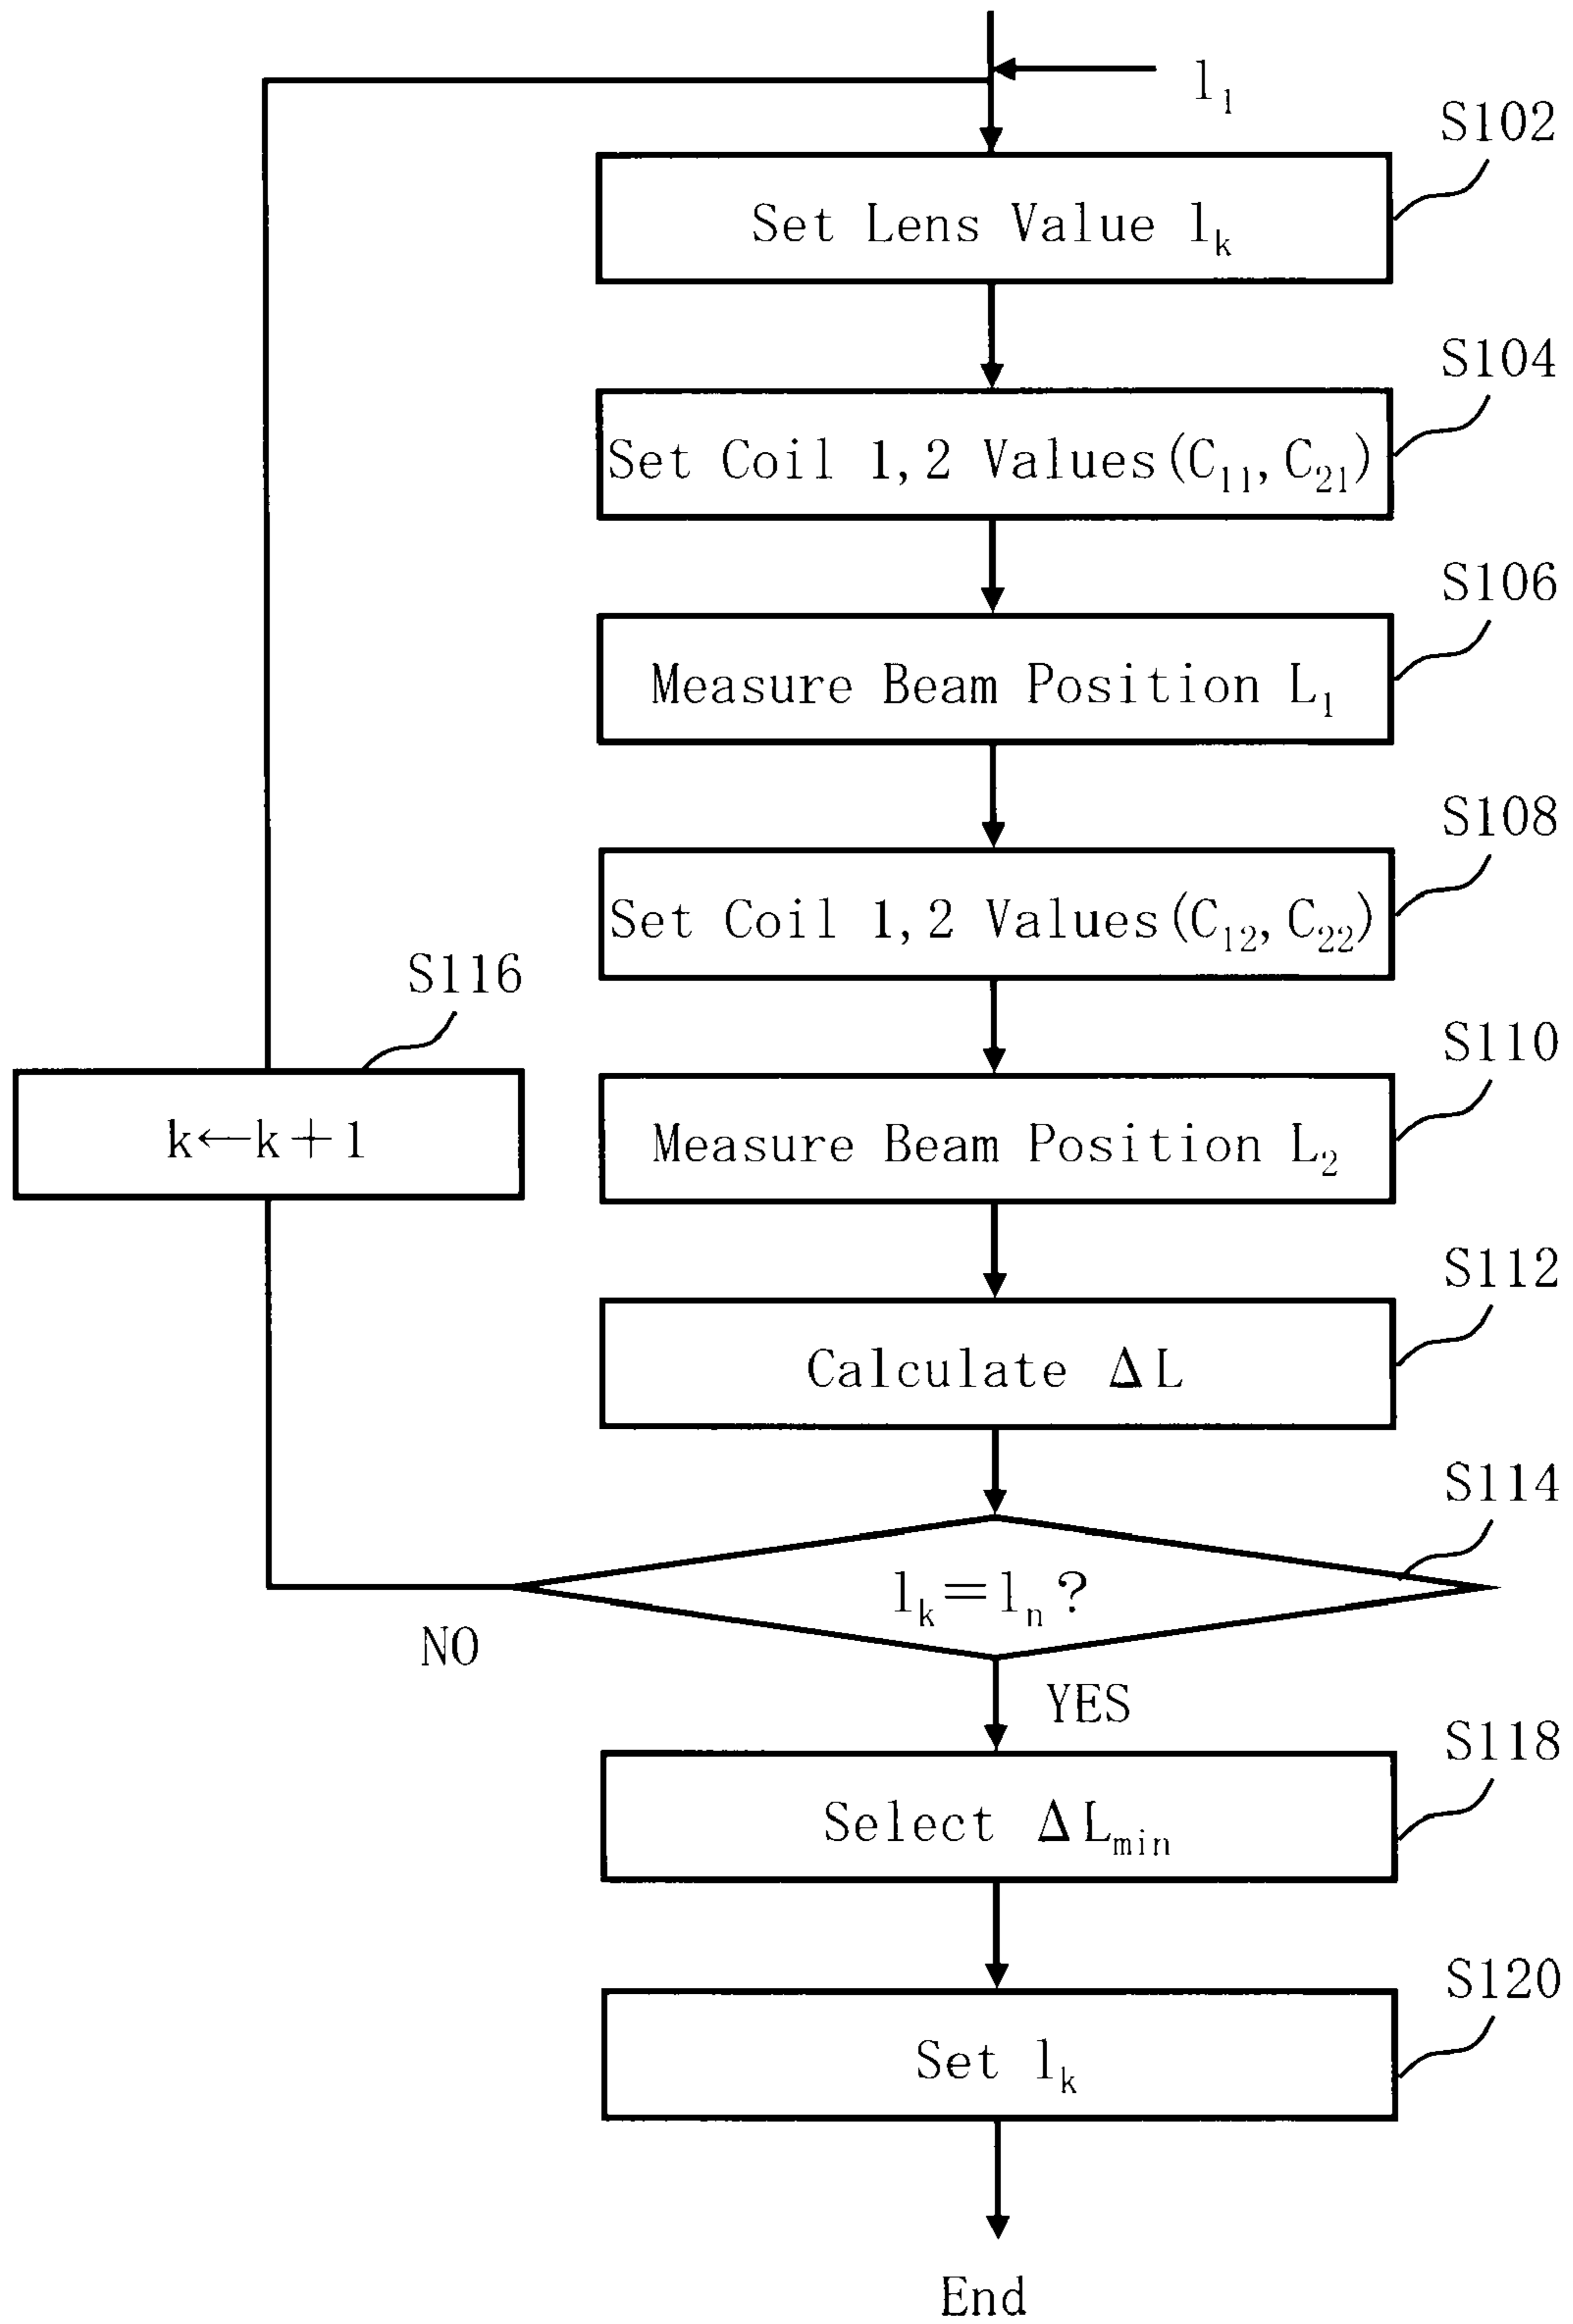 l₁
S102
Set Lens Value lₖ
S104
Set Coil 1,2 Values(C₁₁,C₂₁)
S106
Measure Beam Position L₁
S108
Set Coil 1,2 Values(C₁₂,C₂₂)
S116
k←k+1
S110
Measure Beam Position L₂
S112
Calculate ΔL
S114
lₖ=lₙ?
NO
YES
S118
Select ΔLₘᵢₙ
S120
Set lₖ
End